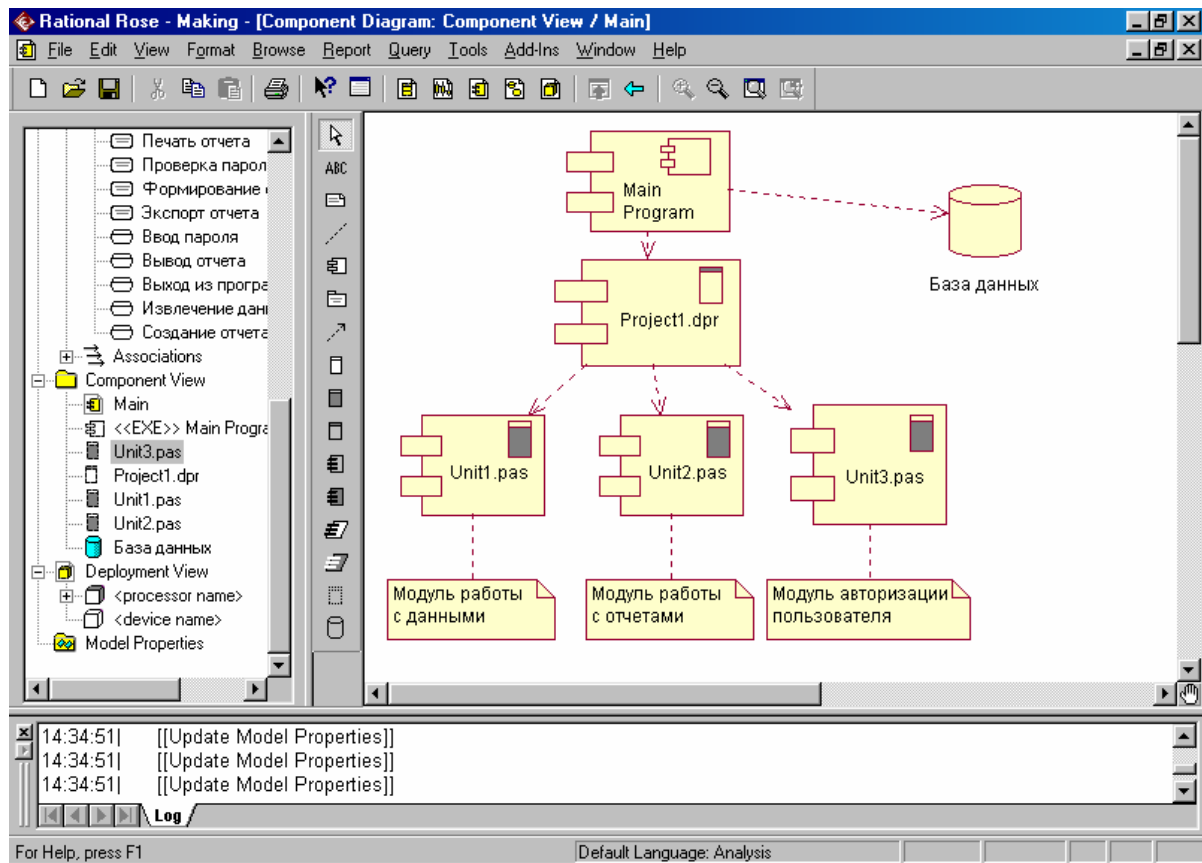 Rational Rose - Making - [Component Diagram: Component View / Main]
File Edit View Format Browse Report Query Tools Add-Ins Window Help
Печать отчета
Проверка парол
Формирование
Экспорт отчета
Ввод пароля
Вывод отчета
Выход из програ
Извлечение дан
Создание отчета
Associations
Component View
Main
<<EXE>> Main Progra
Unit3.pas
Project1.dpr
Unit1.pas
Unit2.pas
База данных
Deployment View
<processor name>
<device name>
Model Properties
ABC
Main
Program
База данных
Project1.dpr
Unit1.pas
Unit2.pas
Unit3.pas
Модуль работы
с данными
Модуль работы
с отчетами
Модуль авторизации
пользователя
14:34:51| [[Update Model Properties]]
14:34:51| [[Update Model Properties]]
14:34:51| [[Update Model Properties]]
Log
For Help, press F1
Default Language: Analysis